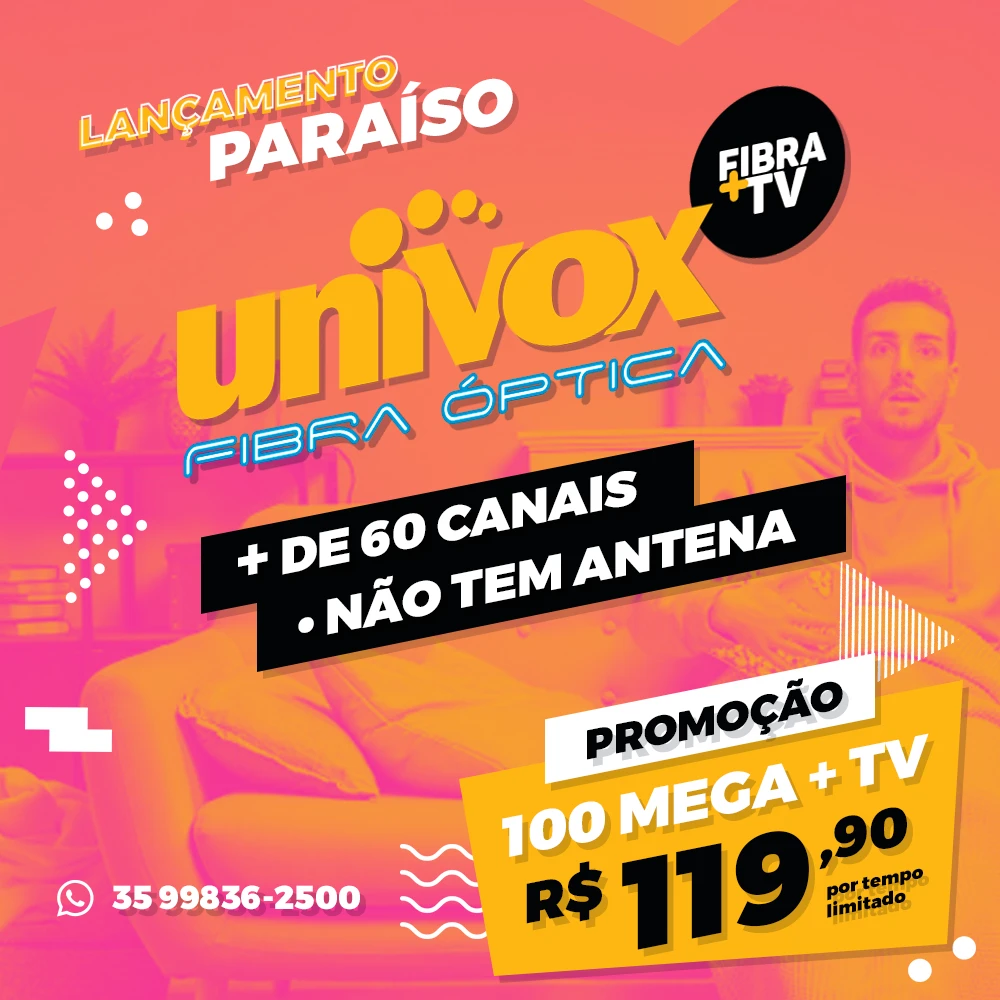 LANÇAMENTO
PARAÍSO
FIBRA
+TV
univox
FIBRA ÓPTICA
+ DE 60 CANAIS
• NÃO TEM ANTENA
PROMOÇÃO
100 MEGA + TV
R$ 119,90
por tempo
limitado
35 99836-2500